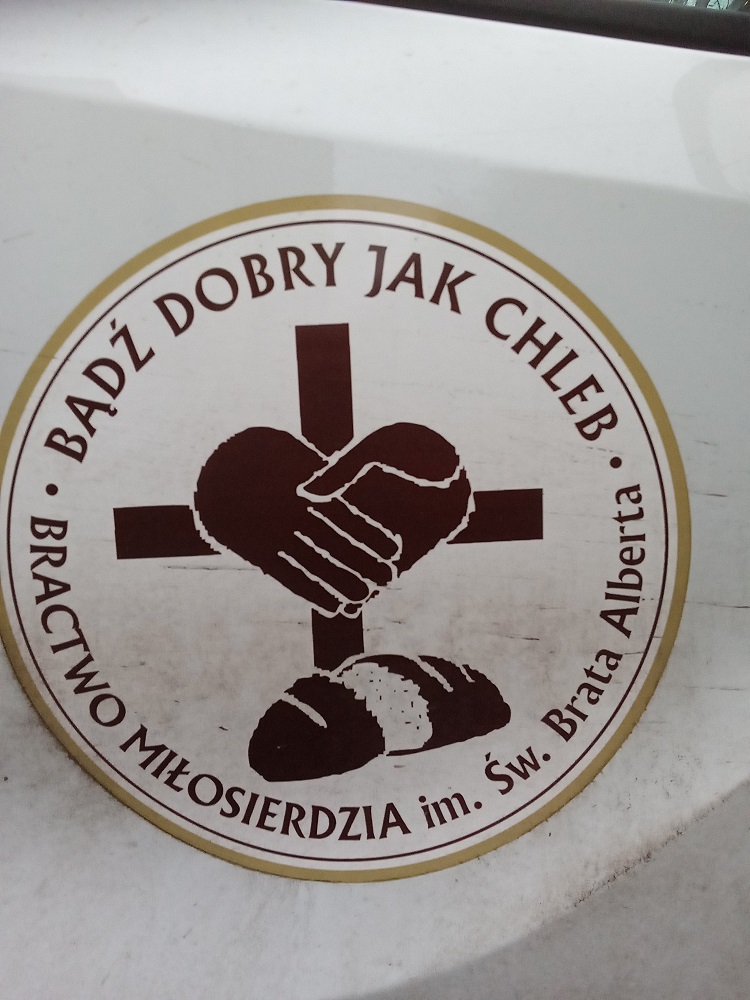 BĄDŹ DOBRY JAK CHLEB
• BRACTWO MIŁOSIERDZIA im. Św. Brata Alberta •